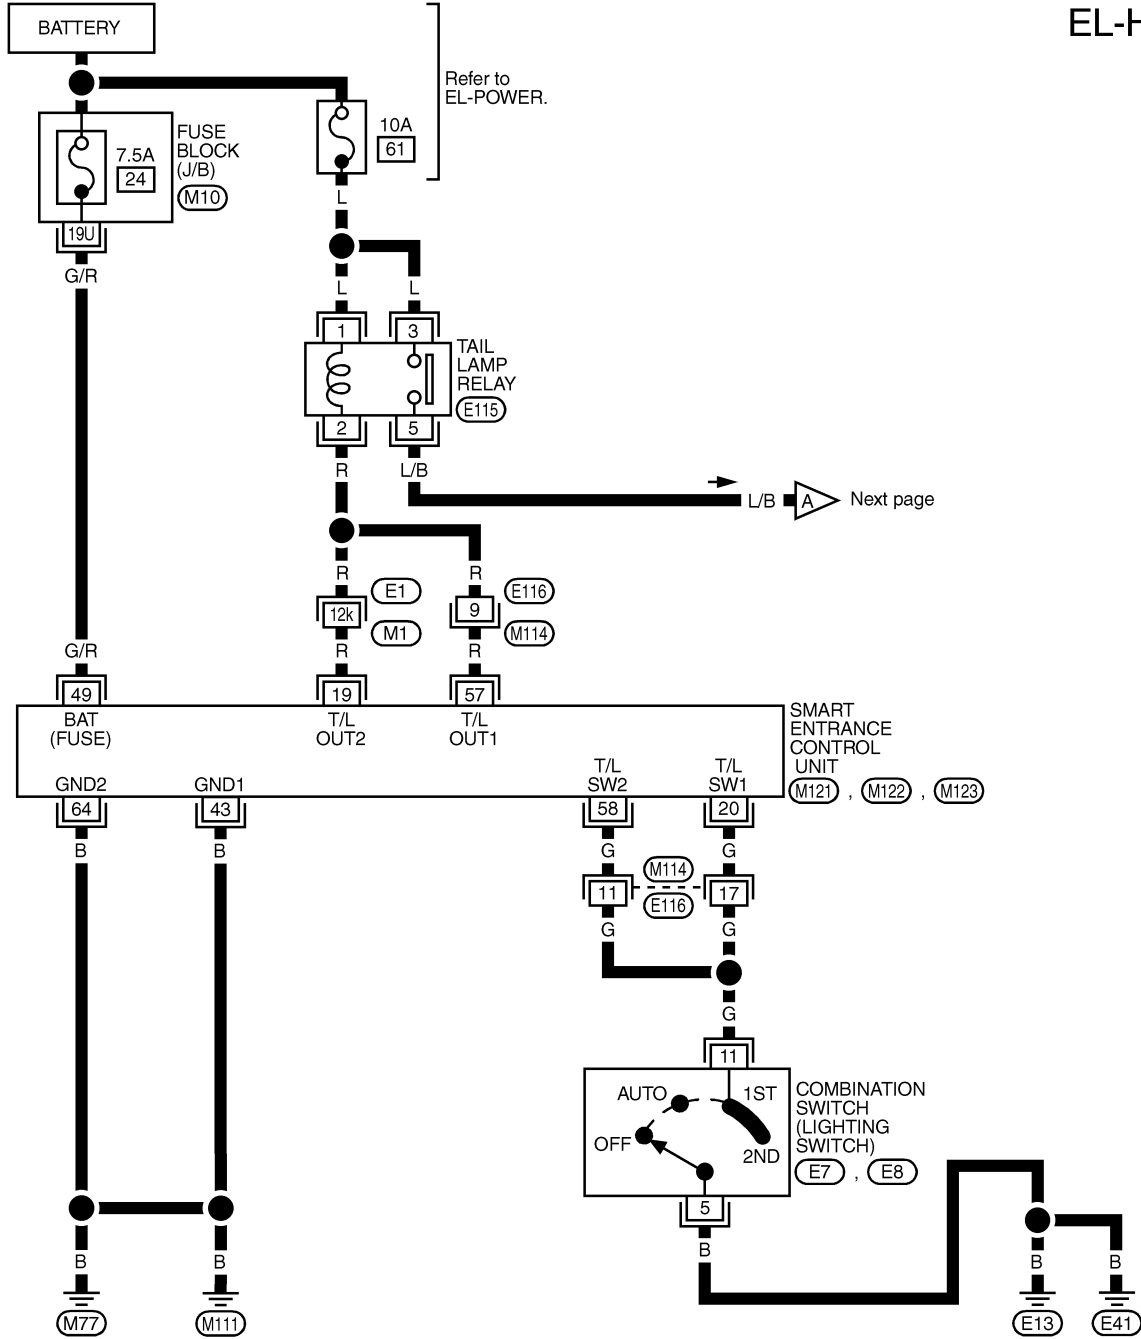 EL-H
BATTERY
Refer to
EL-POWER.
FUSE
BLOCK
(J/B)
M10
7.5A
24
10A
61
19U
G/R
L
L
L
1
3
TAIL
LAMP
RELAY
E115
2
5
R
L/B
L/B
A
Next page
R
R
E1
E116
12k
9
M1
M114
G/R
R
R
49
19
57
BAT
(FUSE)
T/L
OUT2
T/L
OUT1
SMART
ENTRANCE
CONTROL
UNIT
M121 , M122 , M123
T/L
SW2
T/L
SW1
GND2
GND1
64
43
58
20
B
B
G
G
M114
11
17
E116
G
G
G
11
AUTO
1ST
OFF
2ND
COMBINATION
SWITCH
(LIGHTING
SWITCH)
E7 , E8
5
B
B
B
B
B
M77
M111
E13
E41